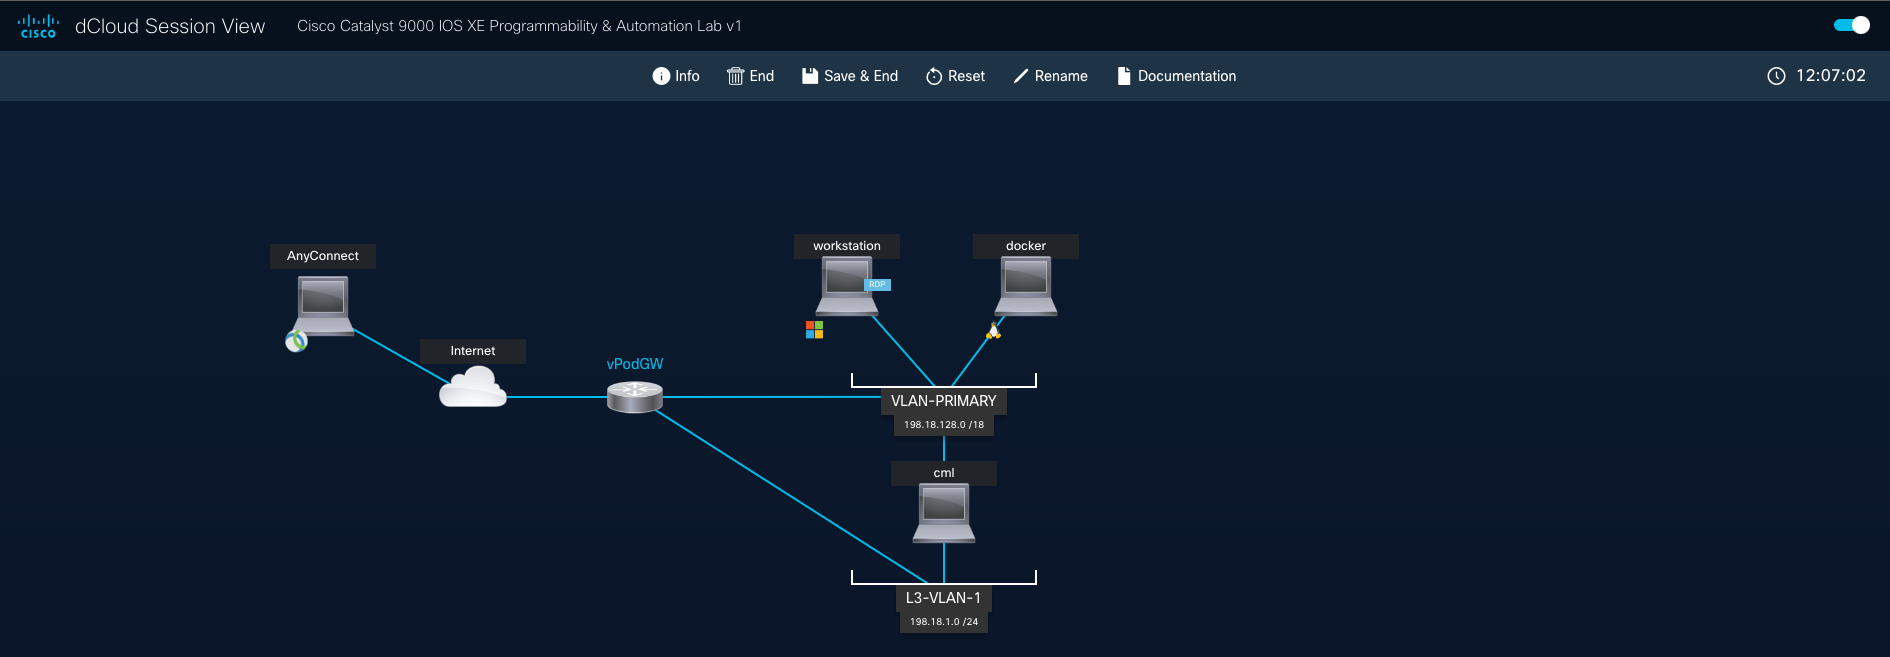 CISCO
dCloud Session View
Cisco Catalyst 9000 IOS XE Programmability & Automation Lab v1
Info
End
Save & End
Reset
Rename
Documentation
12:07:02
workstation
docker
AnyConnect
RDP
Internet
vPodGW
VLAN-PRIMARY
198.18.128.0 /18
cml
L3-VLAN-1
198.18.1.0 /24